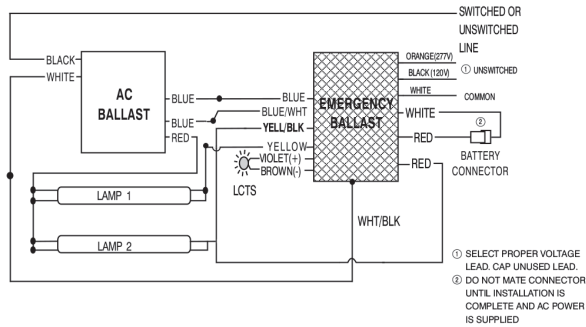 SWITCHED OR
UNSWITCHED
LINE
BLACK
WHITE
AC
BALLAST
BLUE
BLUE
RED
BLUE
BLUE/WHT
YELL/BLK
YELLOW
VIOLET(+)
BROWN(-)
LCTS
EMERGENCY
BALLAST
ORANGE(277V)
BLACK (120V)
① UNSWITCHED
WHITE
COMMON
WHITE
RED
②
BATTERY
CONNECTOR
RED
WHT/BLK
LAMP 1
LAMP 2
① SELECT PROPER VOLTAGE
LEAD. CAP UNUSED LEAD.
② DO NOT MATE CONNECTOR
UNTIL INSTALLATION IS
COMPLETE AND AC POWER
IS SUPPLIED